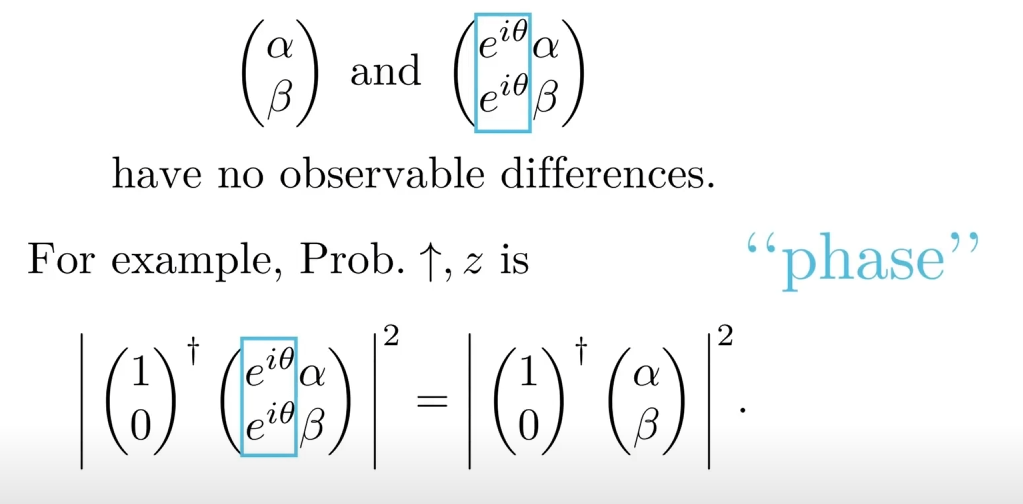 (α β) and (e^{iθ}α e^{iθ}β)
have no observable differences.
For example, Prob. ↑, z is
“phase”
|(1 0)^† (e^{iθ}α e^{iθ}β)|^2 = |(1 0)^† (α β)|^2.